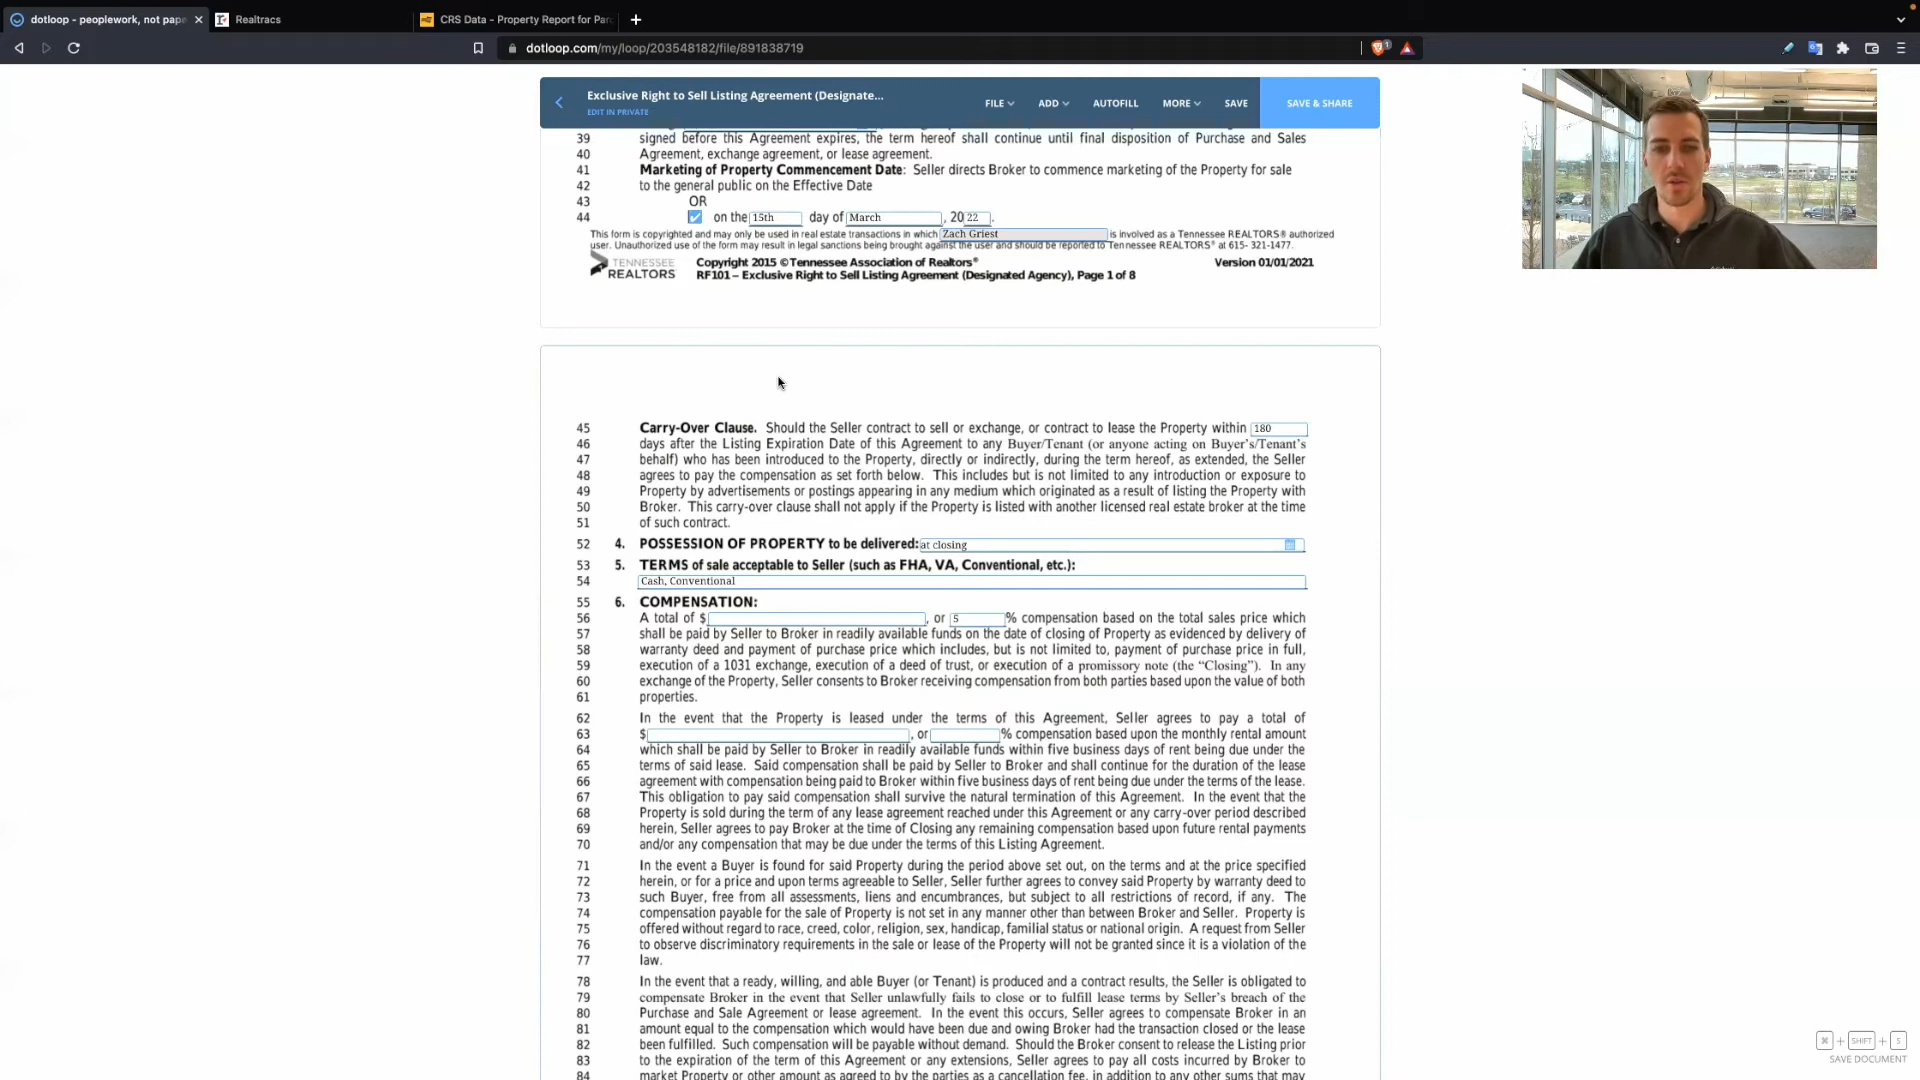 dotloop - peoplework, not pape
Realtracs
CRS Data - Property Report for Parc
dotloop.com/my/loop/203548182/file/891838719
Exclusive Right to Sell Listing Agreement (Designate...
EDIT IN PRIVATE
FILE
ADD
AUTOFILL
MORE
SAVE
SAVE & SHARE
39 signed before this Agreement expires, the term hereof shall continue until final disposition of Purchase and Sales
40 Agreement, exchange agreement, or lease agreement.
41 Marketing of Property Commencement Date: Seller directs Broker to commence marketing of the Property for sale
42 to the general public on the Effective Date
43 OR
44 on the 15th day of March , 20 22 .
This form is copyrighted and may only be used in real estate transactions in which Zach Griest is involved as a Tennessee REALTORS® authorized
user. Unauthorized use of the form may result in legal sanctions being brought against the user and should be reported to Tennessee REALTORS® at 615- 321-1477.
TENNESSEE REALTORS
Copyright 2015 © Tennessee Association of Realtors® Version 01/01/2021
RF101 – Exclusive Right to Sell Listing Agreement (Designated Agency), Page 1 of 8
45 Carry-Over Clause. Should the Seller contract to sell or exchange, or contract to lease the Property within 180
46 days after the Listing Expiration Date of this Agreement to any Buyer/Tenant (or anyone acting on Buyer's/Tenant's
47 behalf) who has been introduced to the Property, directly or indirectly, during the term hereof, as extended, the Seller
48 agrees to pay the compensation as set forth below. This includes but is not limited to any introduction or exposure to
49 Property by advertisements or postings appearing in any medium which originated as a result of listing the Property with
50 Broker. This carry-over clause shall not apply if the Property is listed with another licensed real estate broker at the time
51 of such contract.
52 4. POSSESSION OF PROPERTY to be delivered: at closing
53 5. TERMS of sale acceptable to Seller (such as FHA, VA, Conventional, etc.):
54 Cash, Conventional
55 6. COMPENSATION:
56 A total of $ , or 5 % compensation based on the total sales price which
57 shall be paid by Seller to Broker in readily available funds on the date of closing of Property as evidenced by delivery of
58 warranty deed and payment of purchase price which includes, but is not limited to, payment of purchase price in full,
59 execution of a 1031 exchange, execution of a deed of trust, or execution of a promissory note (the “Closing”). In any
60 exchange of the Property, Seller consents to Broker receiving compensation from both parties based upon the value of both
61 properties.
62 In the event that the Property is leased under the terms of this Agreement, Seller agrees to pay a total of
63 $ , or % compensation based upon the monthly rental amount
64 which shall be paid by Seller to Broker in readily available funds within five business days of rent being due under the
65 terms of said lease. Said compensation shall be paid by Seller to Broker and shall continue for the duration of the lease
66 agreement with compensation being paid to Broker within five business days of rent being due under the terms of the lease.
67 This obligation to pay said compensation shall survive the natural termination of this Agreement. In the event that the
68 Property is sold during the term of any lease agreement reached under this Agreement or any carry-over period described
69 herein, Seller agrees to pay Broker at the time of Closing any remaining compensation based upon future rental payments
70 and/or any compensation that may be due under the terms of this Listing Agreement.
71 In the event a Buyer is found for said Property during the period above set out, on the terms and at the price specified
72 herein, or for a price and upon terms agreeable to Seller, Seller further agrees to convey said Property by warranty deed to
73 such Buyer, free from all assessments, liens and encumbrances, but subject to all restrictions of record, if any. The
74 compensation payable for the sale of Property is not set in any manner other than between Broker and Seller. Property is
75 offered without regard to race, creed, color, religion, sex, handicap, familial status or national origin. A request from Seller
76 to observe discriminatory requirements in the sale or lease of the Property will not be granted since it is a violation of the
77 law.
78 In the event that a ready, willing, and able Buyer (or Tenant) is produced and a contract results, the Seller is obligated to
79 compensate Broker in the event that Seller unlawfully fails to close or to fulfill lease terms by Seller's breach of the
80 Purchase and Sale Agreement or lease agreement. In the event this occurs, Seller agrees to compensate Broker in an
81 amount equal to the compensation which would have been due and owing Broker had the transaction closed or the lease
82 been fulfilled. Such compensation will be payable without demand. Should the Broker consent to release the Listing prior
83 to the expiration of the term of this Agreement or any extensions, Seller agrees to pay all costs incurred by Broker to
84 market Property or other amount as agreed to by the parties as a cancellation fee, in addition to any other sums that may
⌘ + SHIFT + S
SAVE DOCUMENT